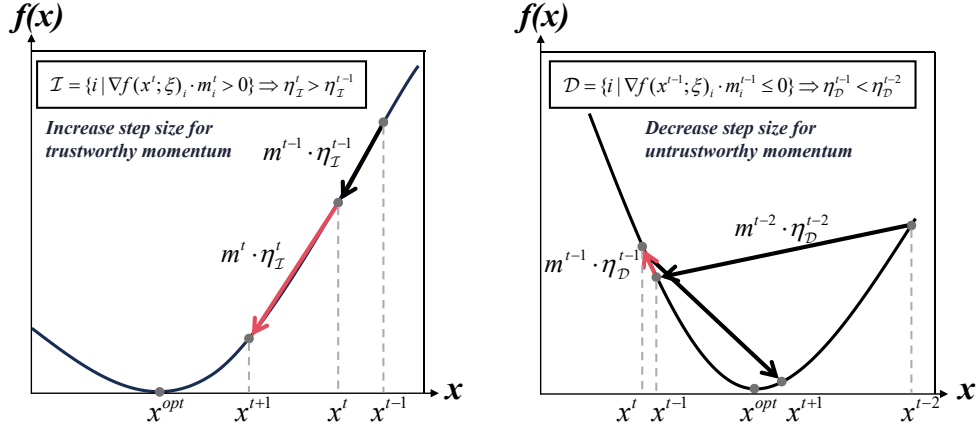 f(x)
𝓘 = {i | ∇f(x^t; ξ)_i · m_i^t > 0} ⇒ η_𝓘^t > η_𝓘^{t-1}
Increase step size for
trustworthy momentum
m^{t-1} · η_𝓘^{t-1}
m^t · η_𝓘^t
x^{opt} x^{t+1} x^t x^{t-1} x
f(x)
𝓓 = {i | ∇f(x^{t-1}; ξ)_i · m_i^{t-1} ≤ 0} ⇒ η_𝓓^{t-1} < η_𝓓^{t-2}
Decrease step size for
untrustworthy momentum
m^{t-2} · η_𝓓^{t-2}
m^{t-1} · η_𝓓^{t-1}
x^t x^{t-1} x^{opt} x^{t+1} x^{t-2} x